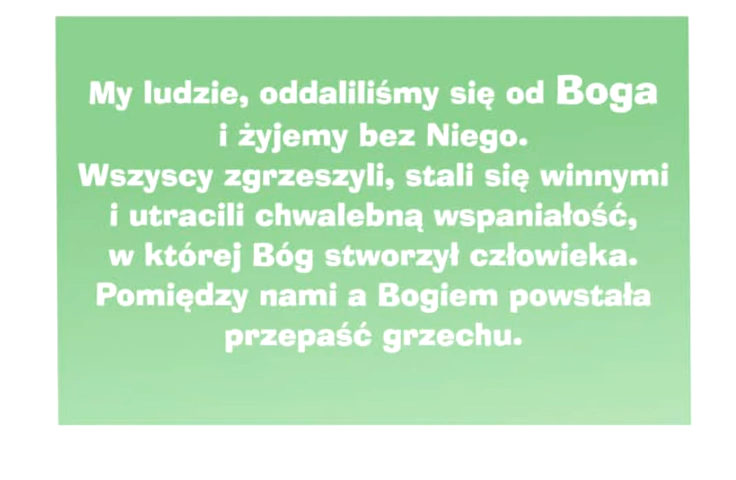 My ludzie, oddaliliśmy się od Boga
i żyjemy bez Niego.
Wszyscy zgrzeszyli, stali się winnymi
i utracili chwalebną wspaniałość,
w której Bóg stworzył człowieka.
Pomiędzy nami a Bogiem powstała
przepaść grzechu.